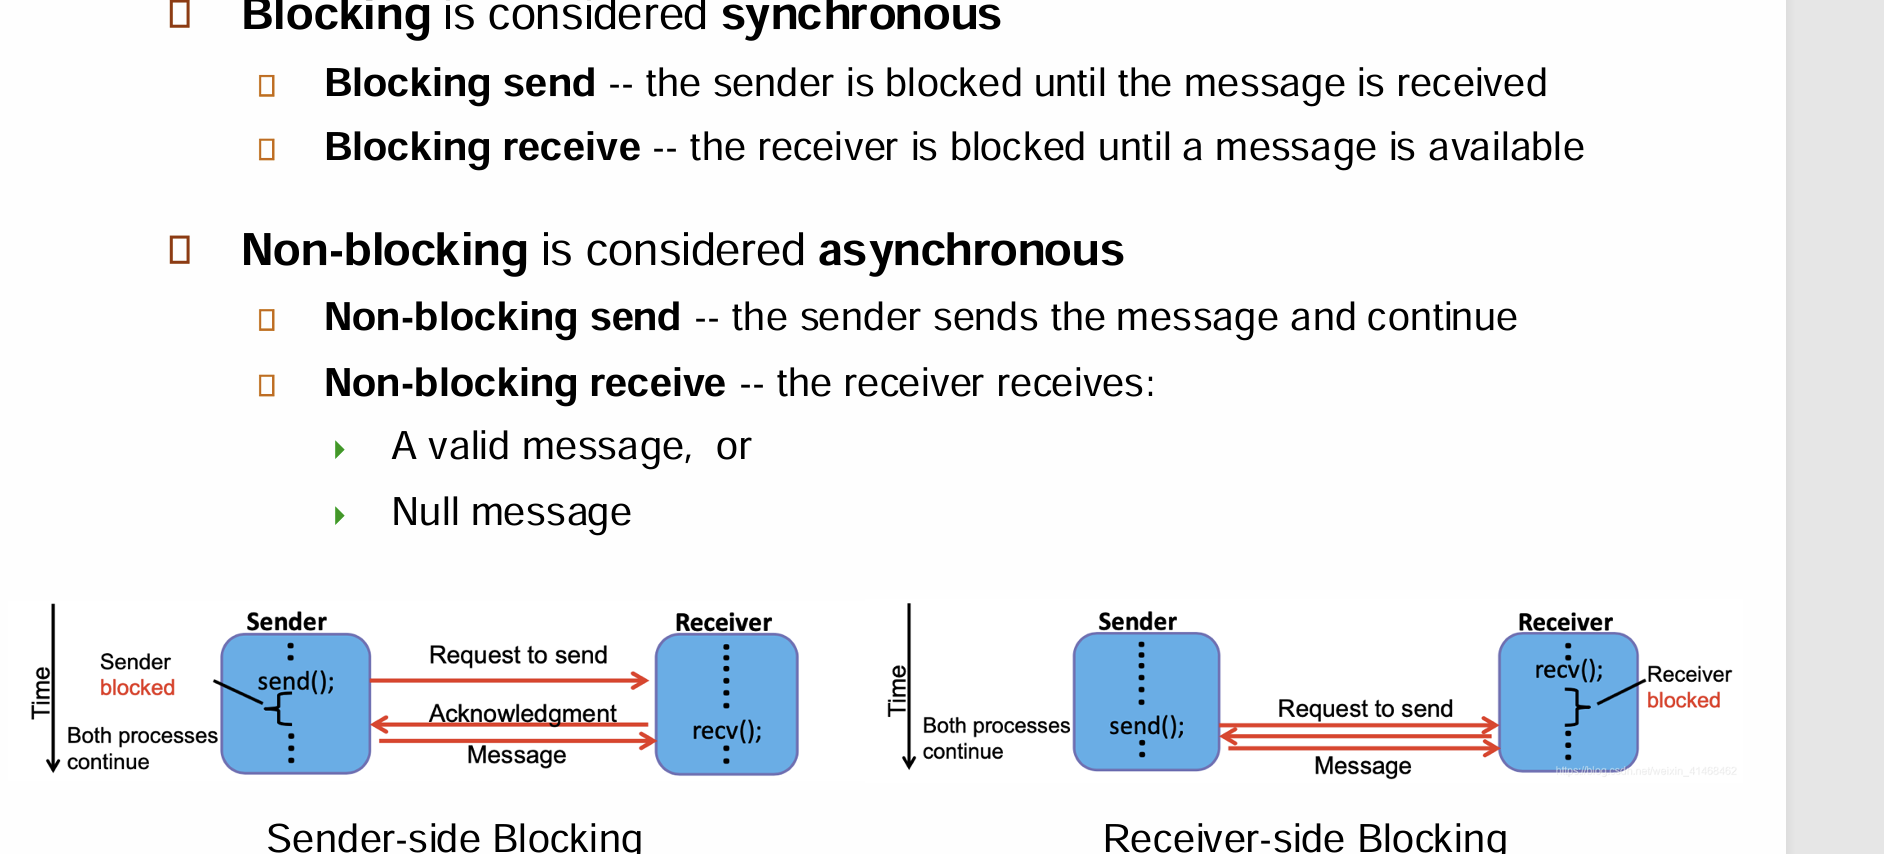 Blocking is considered synchronous
Blocking send -- the sender is blocked until the message is received
Blocking receive -- the receiver is blocked until a message is available
Non-blocking is considered asynchronous
Non-blocking send -- the sender sends the message and continue
Non-blocking receive -- the receiver receives:
A valid message, or
Null message
Time
Sender
blocked
Both processes
continue
Sender
send();
Request to send
Acknowledgment
Message
Receiver
recv();
Sender-side Blocking
Time
Both processes
continue
Sender
send();
Request to send
Message
Receiver
recv();
Receiver
blocked
https://blog.csdn.net/weixin_41468462
Receiver-side Blocking